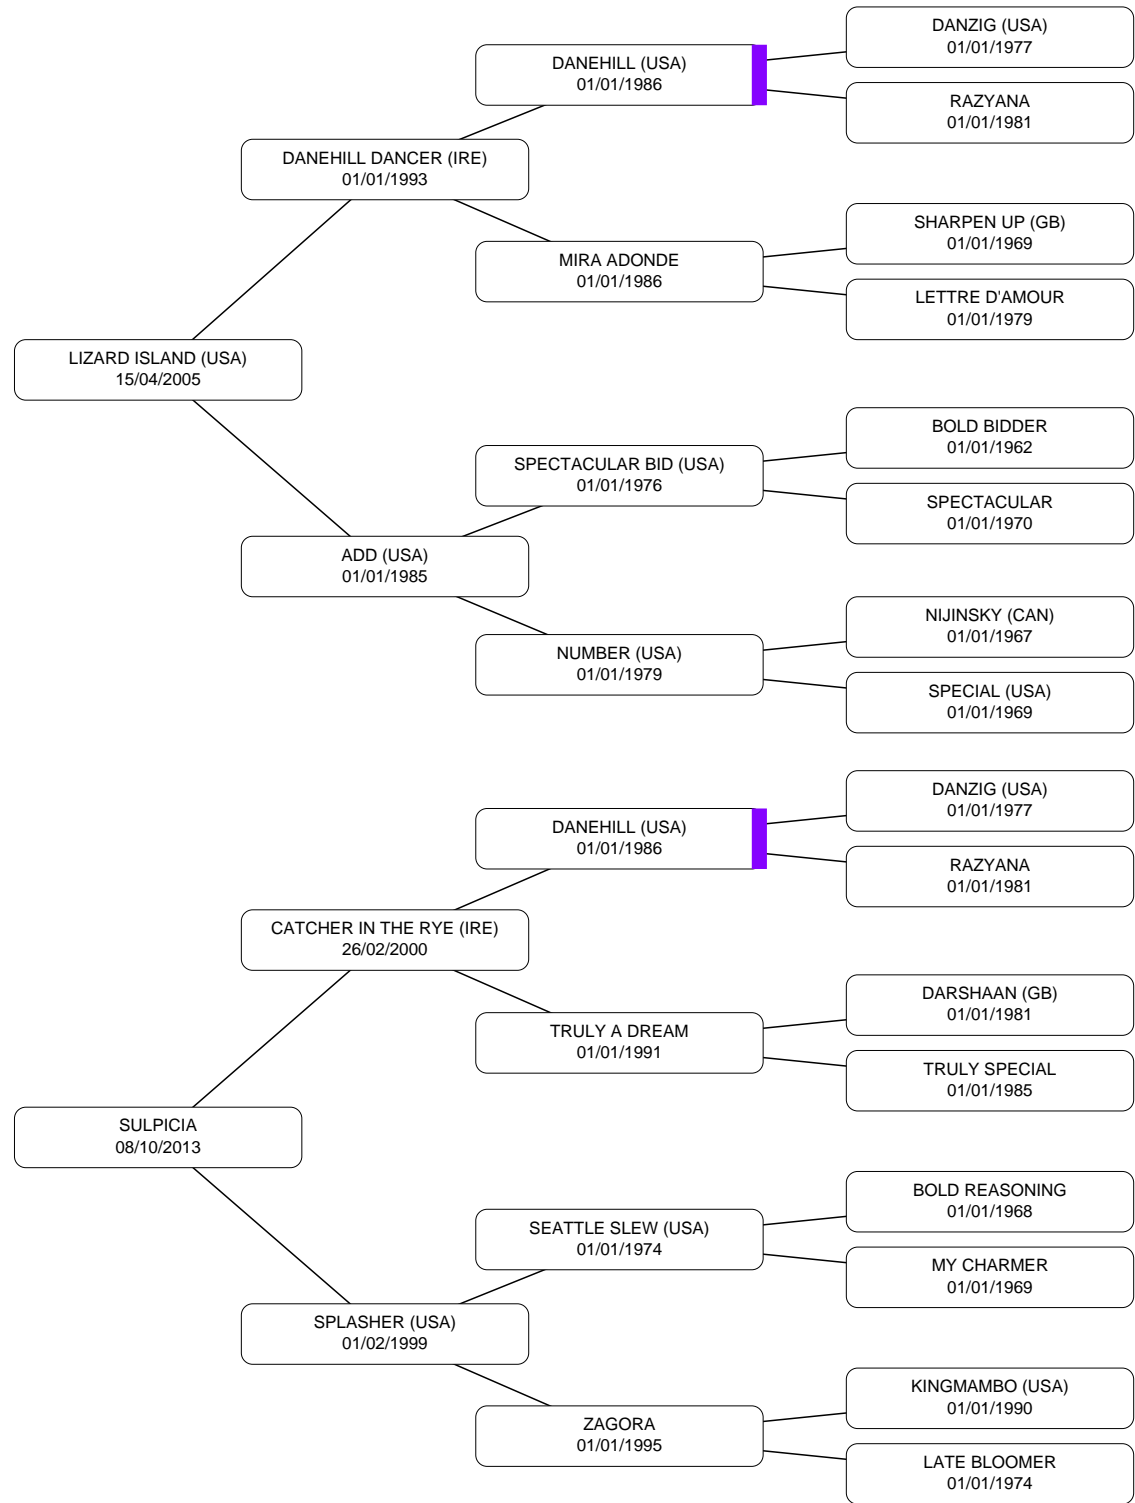 DANZIG (USA)
01/01/1977
DANEHILL (USA)
01/01/1986
RAZYANA
01/01/1981
DANEHILL DANCER (IRE)
01/01/1993
SHARPEN UP (GB)
01/01/1969
MIRA ADONDE
01/01/1986
LETTRE D'AMOUR
01/01/1979
LIZARD ISLAND (USA)
15/04/2005
BOLD BIDDER
01/01/1962
SPECTACULAR BID (USA)
01/01/1976
SPECTACULAR
01/01/1970
ADD (USA)
01/01/1985
NIJINSKY (CAN)
01/01/1967
NUMBER (USA)
01/01/1979
SPECIAL (USA)
01/01/1969
DANZIG (USA)
01/01/1977
DANEHILL (USA)
01/01/1986
RAZYANA
01/01/1981
CATCHER IN THE RYE (IRE)
26/02/2000
DARSHAAN (GB)
01/01/1981
TRULY A DREAM
01/01/1991
TRULY SPECIAL
01/01/1985
SULPICIA
08/10/2013
BOLD REASONING
01/01/1968
SEATTLE SLEW (USA)
01/01/1974
MY CHARMER
01/01/1969
SPLASHER (USA)
01/02/1999
KINGMAMBO (USA)
01/01/1990
ZAGORA
01/01/1995
LATE BLOOMER
01/01/1974